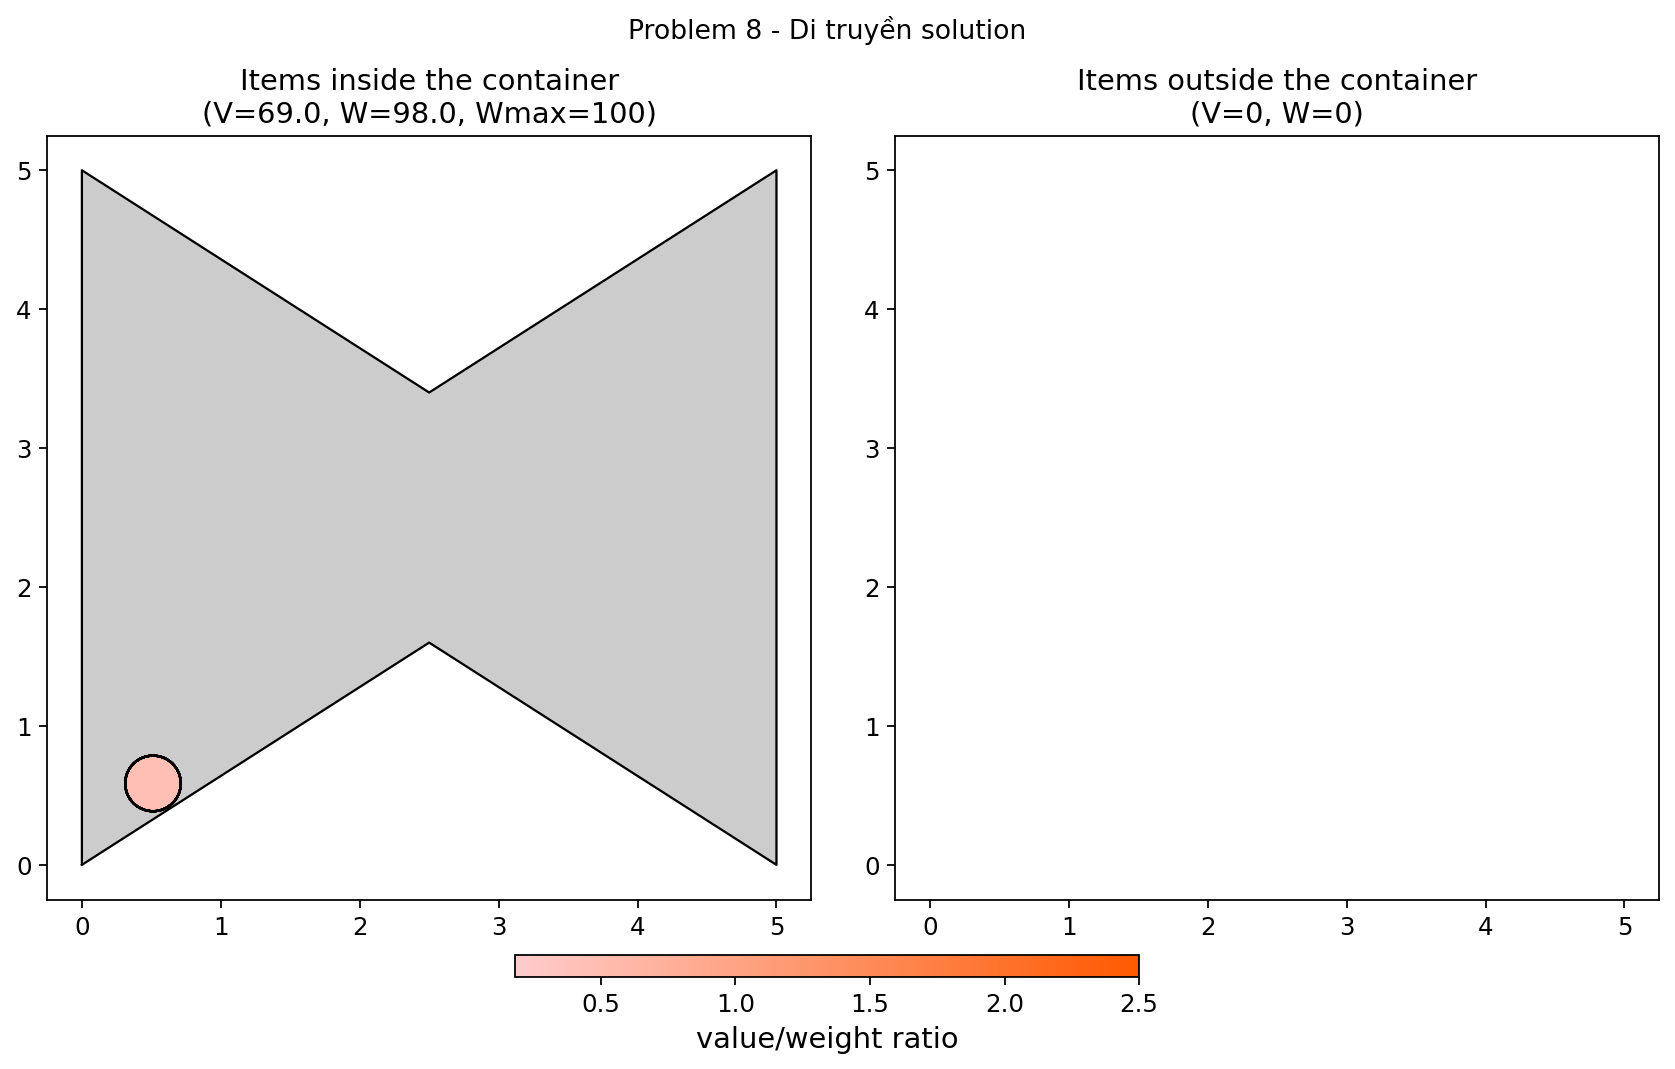 Problem 8 - Di truyền solution
Items inside the container
(V=69.0, W=98.0, Wmax=100)
5
4
3
2
1
0
0 1 2 3 4 5
Items outside the container
(V=0, W=0)
5
4
3
2
1
0
0 1 2 3 4 5
0.5 1.0 1.5 2.0 2.5
value/weight ratio